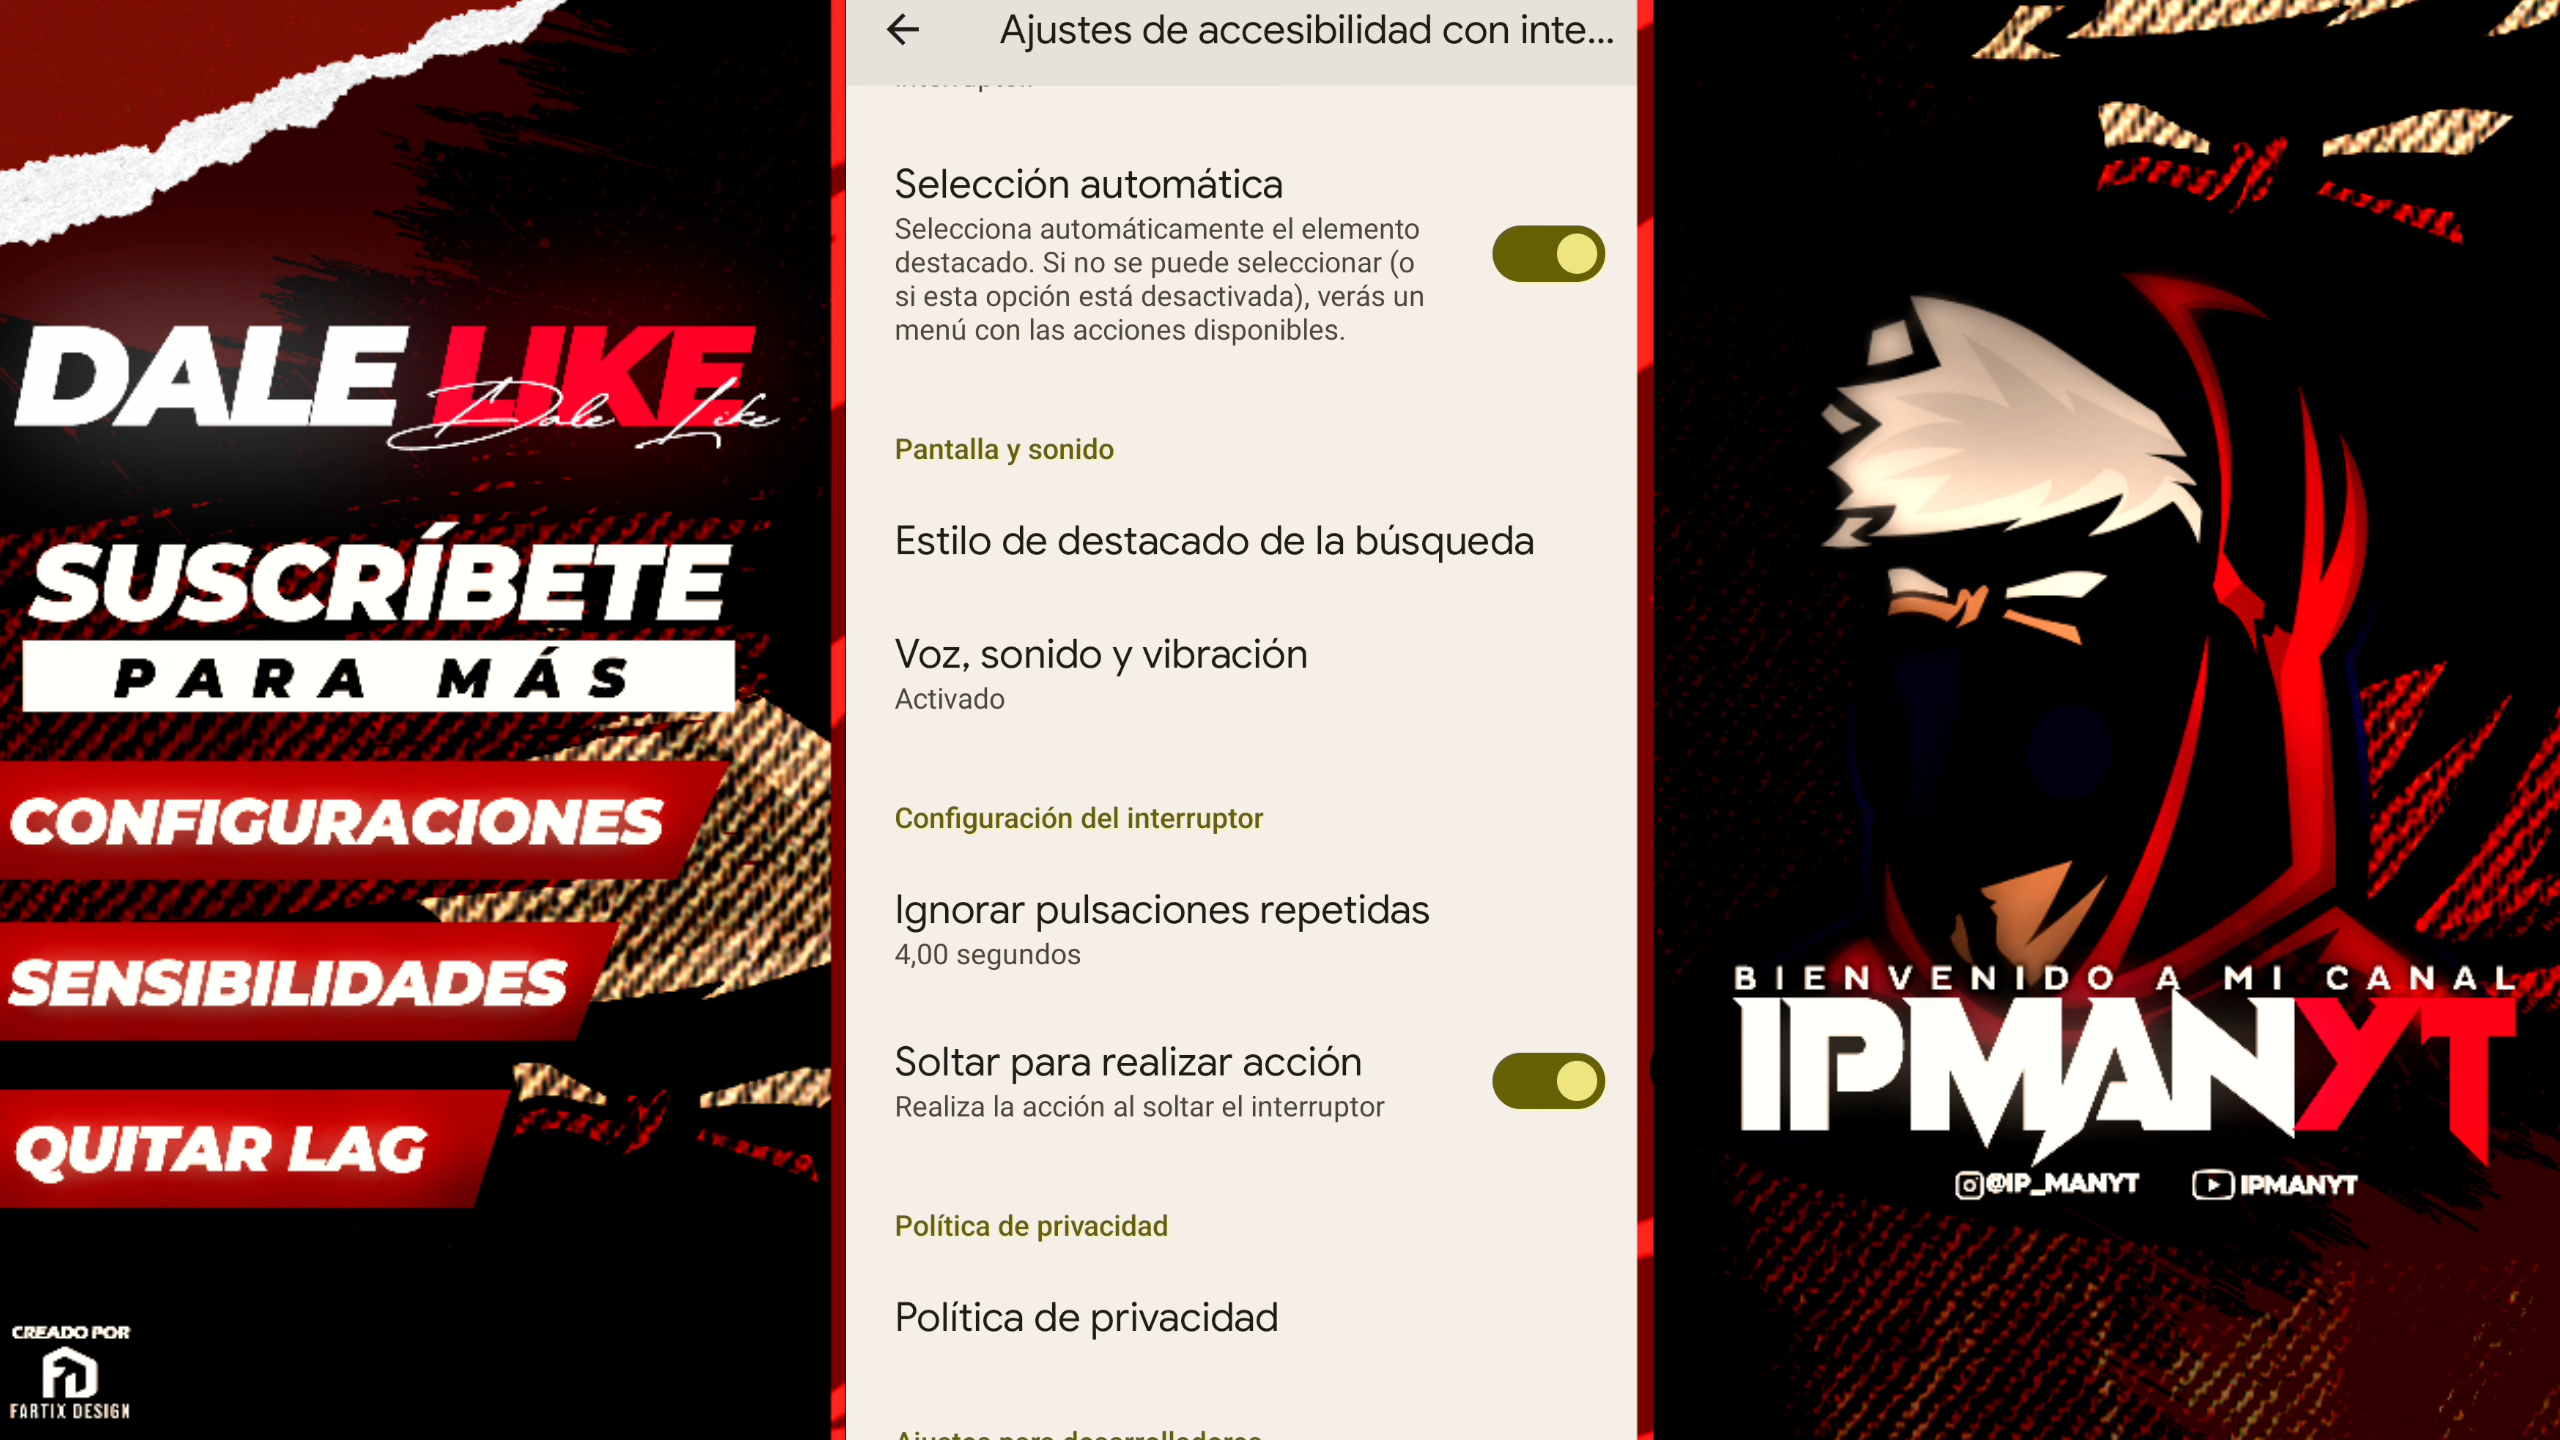 DALE LIKE
Dale Like
SUSCRÍBETE
PARA MÁS
CONFIGURACIONES
SENSIBILIDADES
QUITAR LAG
CREADO POR
FARTIX DESIGN
Ajustes de accesibilidad con inte...
Selección automática
Selecciona automáticamente el elemento
destacado. Si no se puede seleccionar (o
si esta opción está desactivada), verás un
menú con las acciones disponibles.
Pantalla y sonido
Estilo de destacado de la búsqueda
Voz, sonido y vibración
Activado
Configuración del interruptor
Ignorar pulsaciones repetidas
4,00 segundos
Soltar para realizar acción
Realiza la acción al soltar el interruptor
Política de privacidad
Política de privacidad
Ajustes para desarrolladores
BIENVENIDO A MI CANAL
IPMANYT
@IP_MANYT
IPMANYT